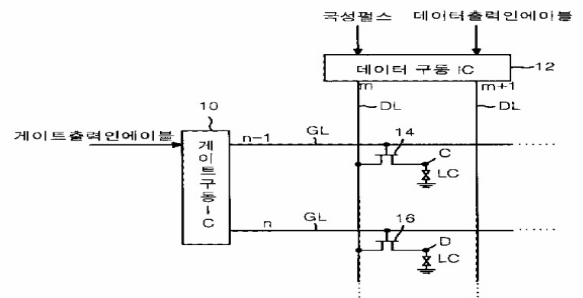 극성펄스 데이터출력인에이블
데이터 구동 IC
12
m
m+1
DL
DL
10
게이트출력인에이블
게이트구동IC
n-1
GL
14
C
LC
n
GL
16
D
LC